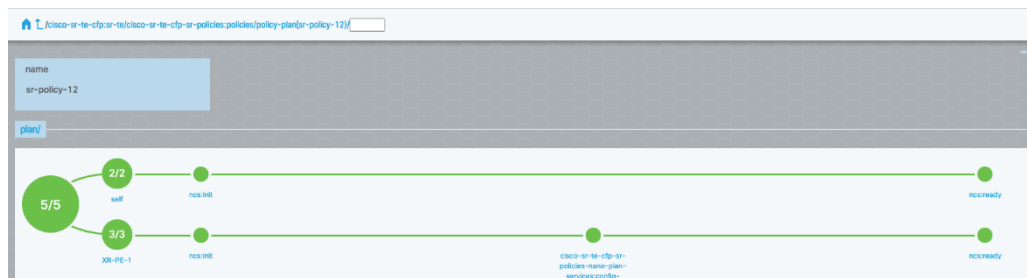 /cisco-sr-te-cfp:sr-te/cisco-sr-te-cfp-sr-policies:policies/policy-plan{sr-policy-12}/
name
sr-policy-12
plan/
2/2
self
ncs:init
ncs:ready
5/5
3/3
XR-PE-1
ncs:init
cisco-sr-te-cfp-sr-
policies-nano-plan-
services:config-
ncs:ready